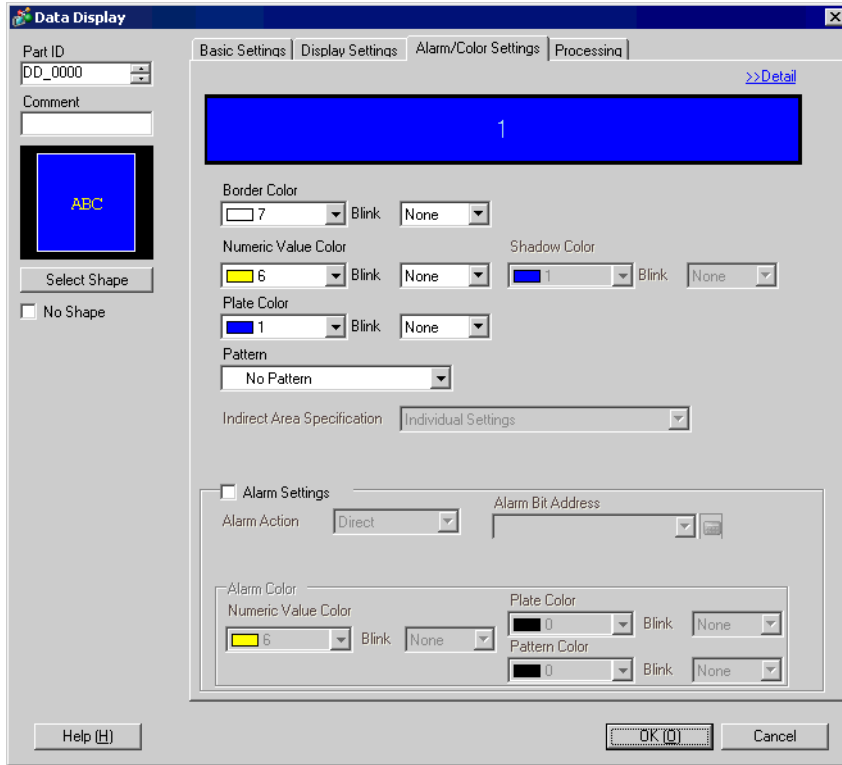 Data Display
Part ID
DD_0000
Comment
ABC
Select Shape
No Shape
Basic Settings Display Settings Alarm/Color Settings Processing
>>Detail
1
Border Color
7 Blink None
Numeric Value Color Shadow Color
6 Blink None 1 Blink None
Plate Color
1 Blink None
Pattern
No Pattern
Indirect Area Specification Individual Settings
Alarm Settings
Alarm Action Direct Alarm Bit Address
Alarm Color
Numeric Value Color Plate Color
6 Blink None 0 Blink None
Pattern Color
0 Blink None
Help (H) OK (O) Cancel